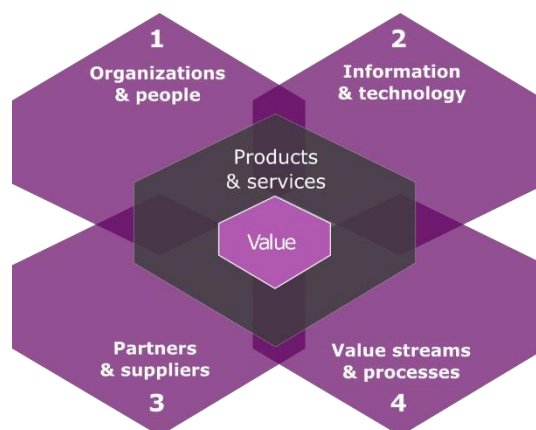 1
Organizations
& people
2
Information
& technology
Products
& services
Value
Partners
& suppliers
3
Value streams
& processes
4